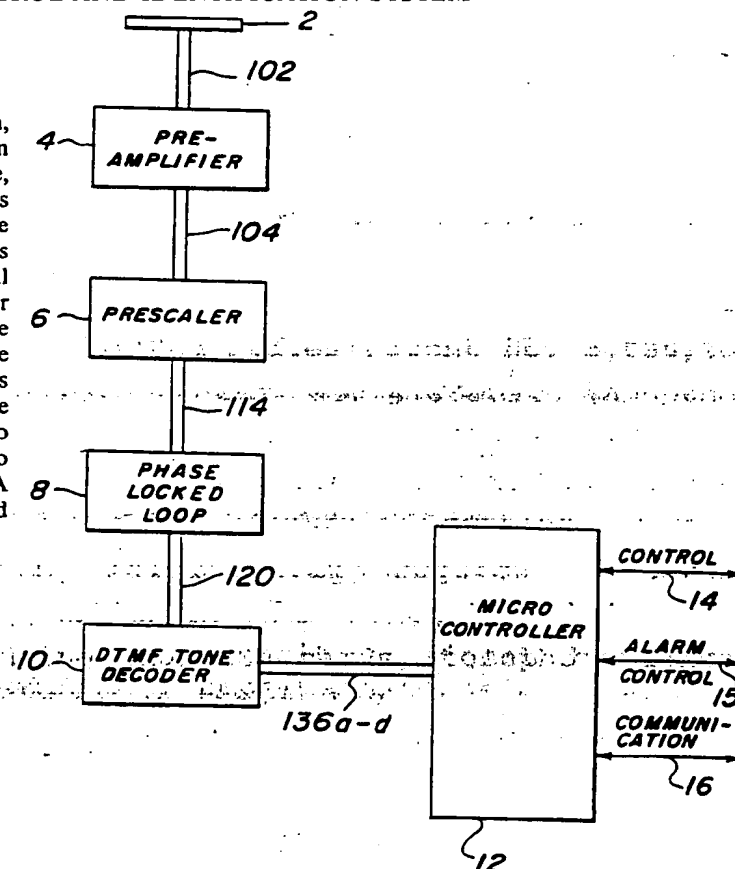 2
102
4
PRE-
AMPLIFIER
104
6
PRESCALER
114
8
PHASE
LOCKED
LOOP
120
10
DTMF TONE
DECODER
136a-d
MICRO
CONTROLLER
12
CONTROL
14
ALARM
CONTROL
15
COMMUNI-
CATION
16